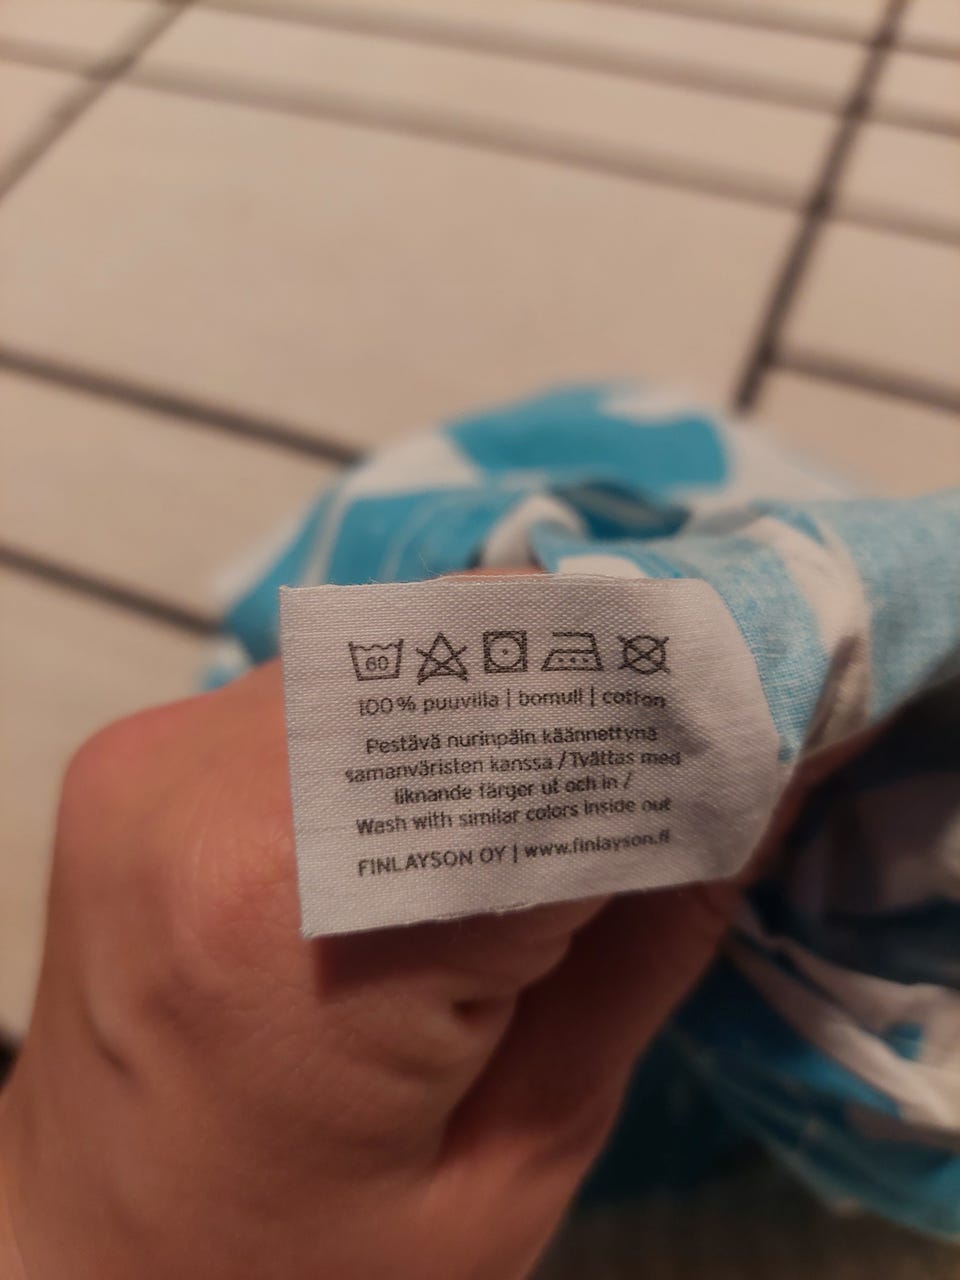 60
100% puuvilla | bomull | cotton
Pestävä nurinpäin käännettynä
samanväristen kanssa / Tvättas med
liknande färger ut och in /
Wash with similar colors inside out
FINLAYSON OY | www.finlayson.fi